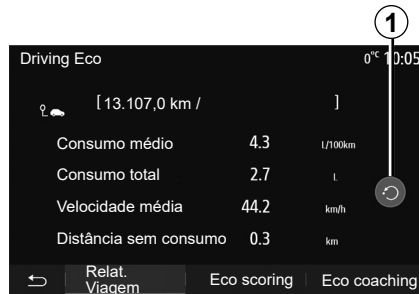 1
Driving Eco 0°C 10:05
[ 13.107,0 km / ]
Consumo médio 4.3 L/100km
Consumo total 2.7 L
Velocidade média 44.2 km/h
Distância sem consumo 0.3 km
Relat.
Viagem Eco scoring Eco coaching